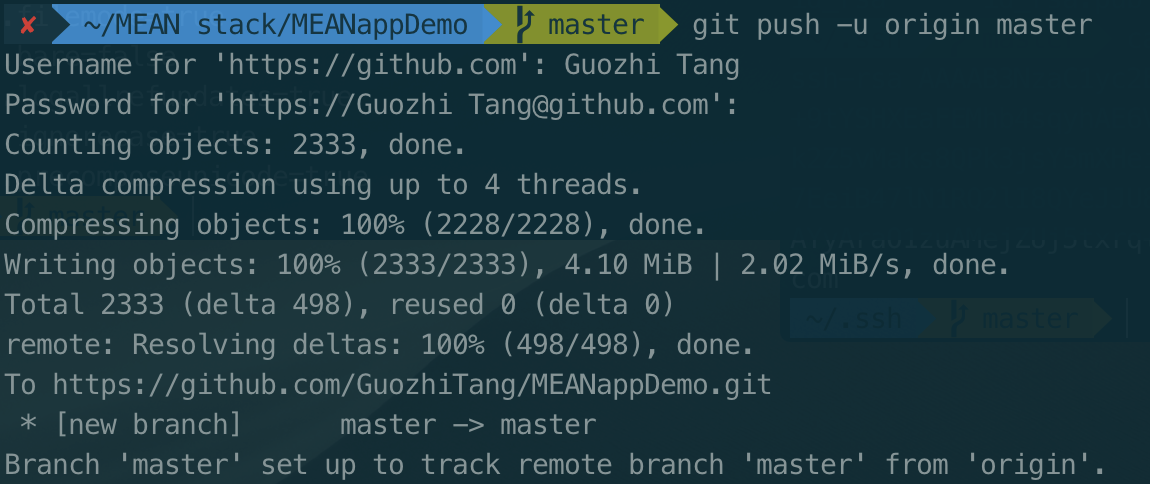 ✘ ~/MEAN stack/MEANappDemo master git push -u origin master
Username for 'https://github.com': Guozhi Tang
Password for 'https://Guozhi Tang@github.com':
Counting objects: 2333, done.
Delta compression using up to 4 threads.
Compressing objects: 100% (2228/2228), done.
Writing objects: 100% (2333/2333), 4.10 MiB | 2.02 MiB/s, done.
Total 2333 (delta 498), reused 0 (delta 0)
remote: Resolving deltas: 100% (498/498), done.
To https://github.com/GuozhiTang/MEANappDemo.git
* [new branch] master -> master
Branch 'master' set up to track remote branch 'master' from 'origin'.
com
~/.ssh master